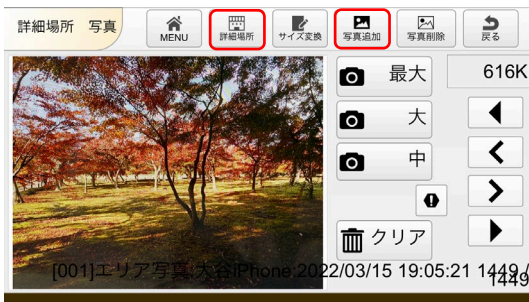 詳細場所 写真
MENU
詳細場所
サイズ変換
写真追加
写真削除
戻る
最大
616K
大
中
クリア
[001]エリア写真:大谷iPhone:2022/03/15 19:05:21 1449 /
1449